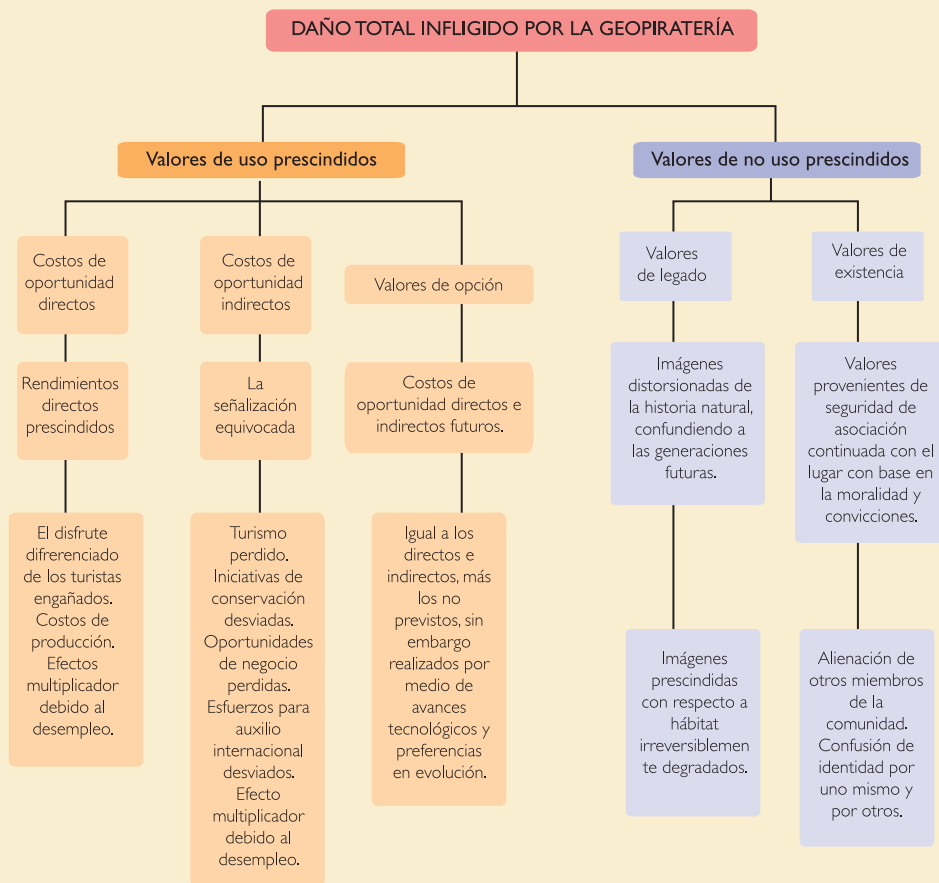 DAÑO TOTAL INFLIGIDO POR LA GEOPIRATERÍA
Valores de uso prescindidos
Valores de no uso prescindidos
Costos de
oportunidad
directos
Costos de
oportunidad
indirectos
Valores de opción
Valores
de legado
Valores de
existencia
Rendimientos
directos
prescindidos
La
señalización
equivocada
Costos de
oportunidad directos e
indirectos futuros.
Imágenes
distorsionadas de
la historia natural,
confundiendo a
las generaciones
futuras.
Valores
provenientes de
seguridad de
asociación
continuada con el
lugar con base en
la moralidad y
convicciones.
El disfrute
difrerenciado
de los turistas
engañados.
Costos de
producción.
Efectos
multiplicador
debido al
desempleo.
Turismo
perdido.
Iniciativas de
conservación
desviadas.
Oportunidades
de negocio
perdidas.
Esfuerzos para
auxilio
internacional
desviados.
Efecto
multiplicador
debido al
desempleo.
Igual a los
directos e
indirectos, más
los no
previstos, sin
embargo
realizados por
medio de
avances
tecnológicos y
preferencias
en evolución.
Imágenes
prescindidas
con respecto a
hábitat
irreversiblemen
te degradados.
Alienación de
otros miembros
de la
comunidad.
Confusión de
identidad por
uno mismo y
por otros.